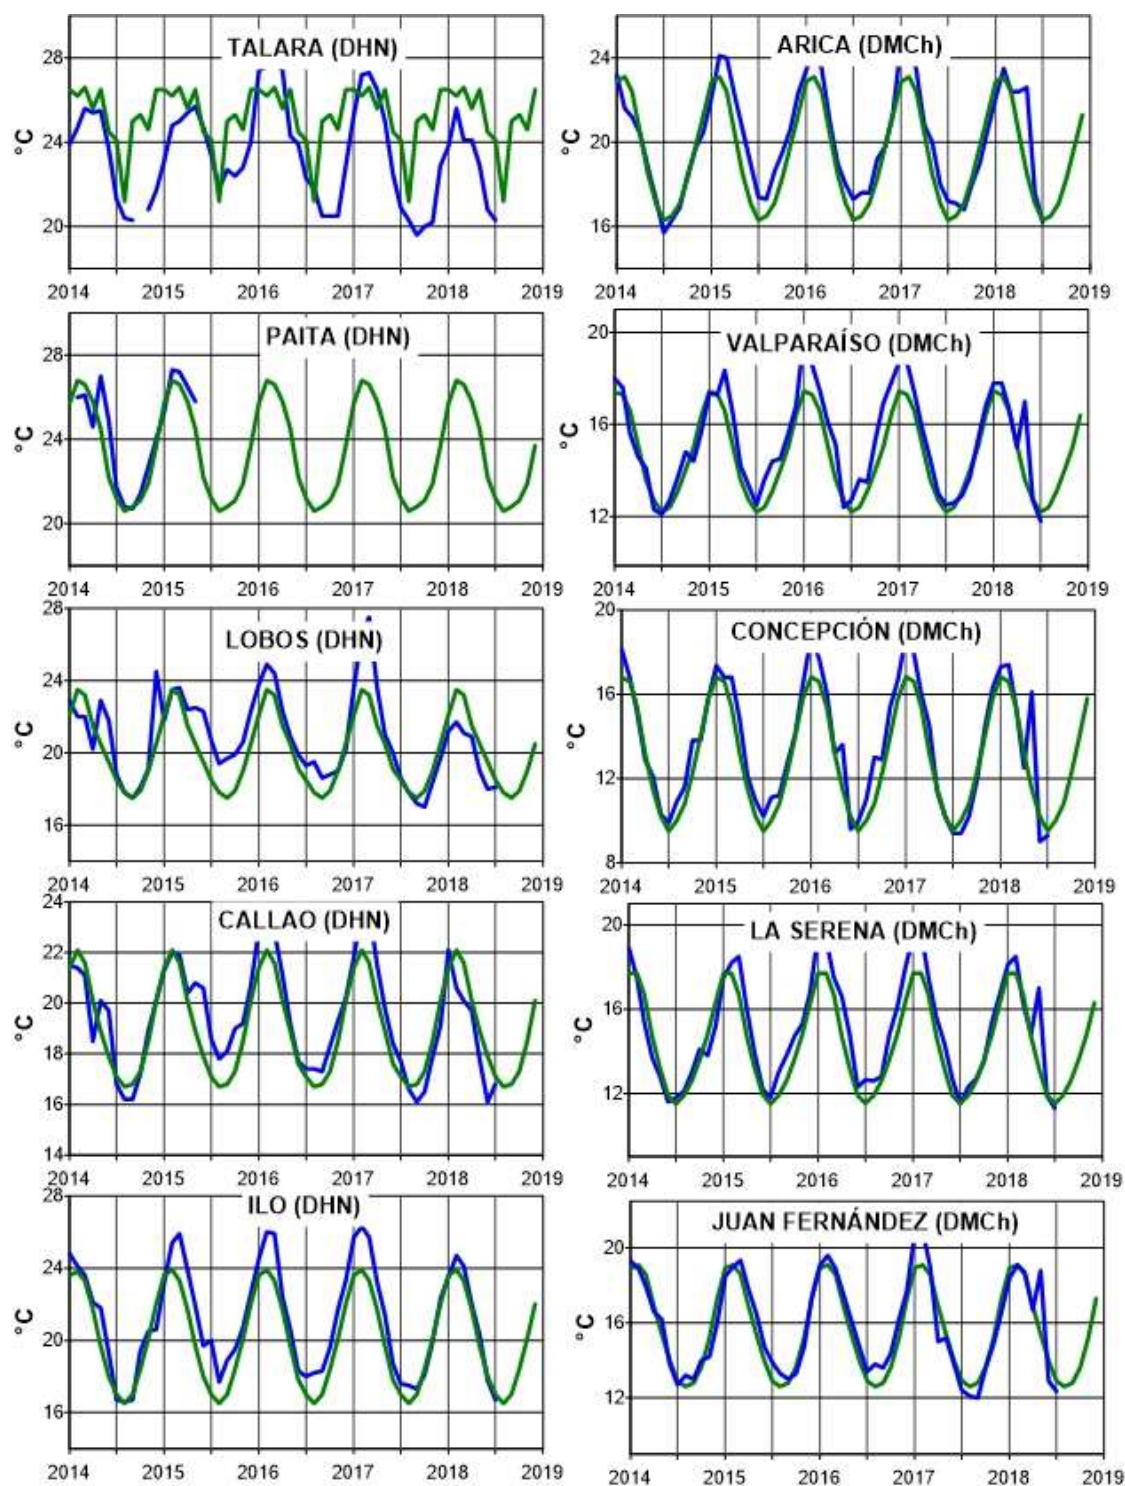 TALARA (DHN)
28
24
20
°C
2014 2015 2016 2017 2018 2019
ARICA (DMCh)
24
20
16
°C
2014 2015 2016 2017 2018 2019
PAITA (DHN)
28
24
20
°C
2014 2015 2016 2017 2018 2019
VALPARAÍSO (DMCh)
20
16
12
°C
2014 2015 2016 2017 2018 2019
LOBOS (DHN)
28
24
20
16
°C
2014 2015 2016 2017 2018 2019
CONCEPCIÓN (DMCh)
20
16
12
8
°C
2014 2015 2016 2017 2018 2019
CALLAO (DHN)
24
22
20
18
16
14
°C
2014 2015 2016 2017 2018 2019
LA SERENA (DMCh)
20
16
12
°C
2014 2015 2016 2017 2018 2019
ILO (DHN)
28
24
20
16
°C
2014 2015 2016 2017 2018 2019
JUAN FERNÁNDEZ (DMCh)
20
16
12
°C
2014 2015 2016 2017 2018 2019